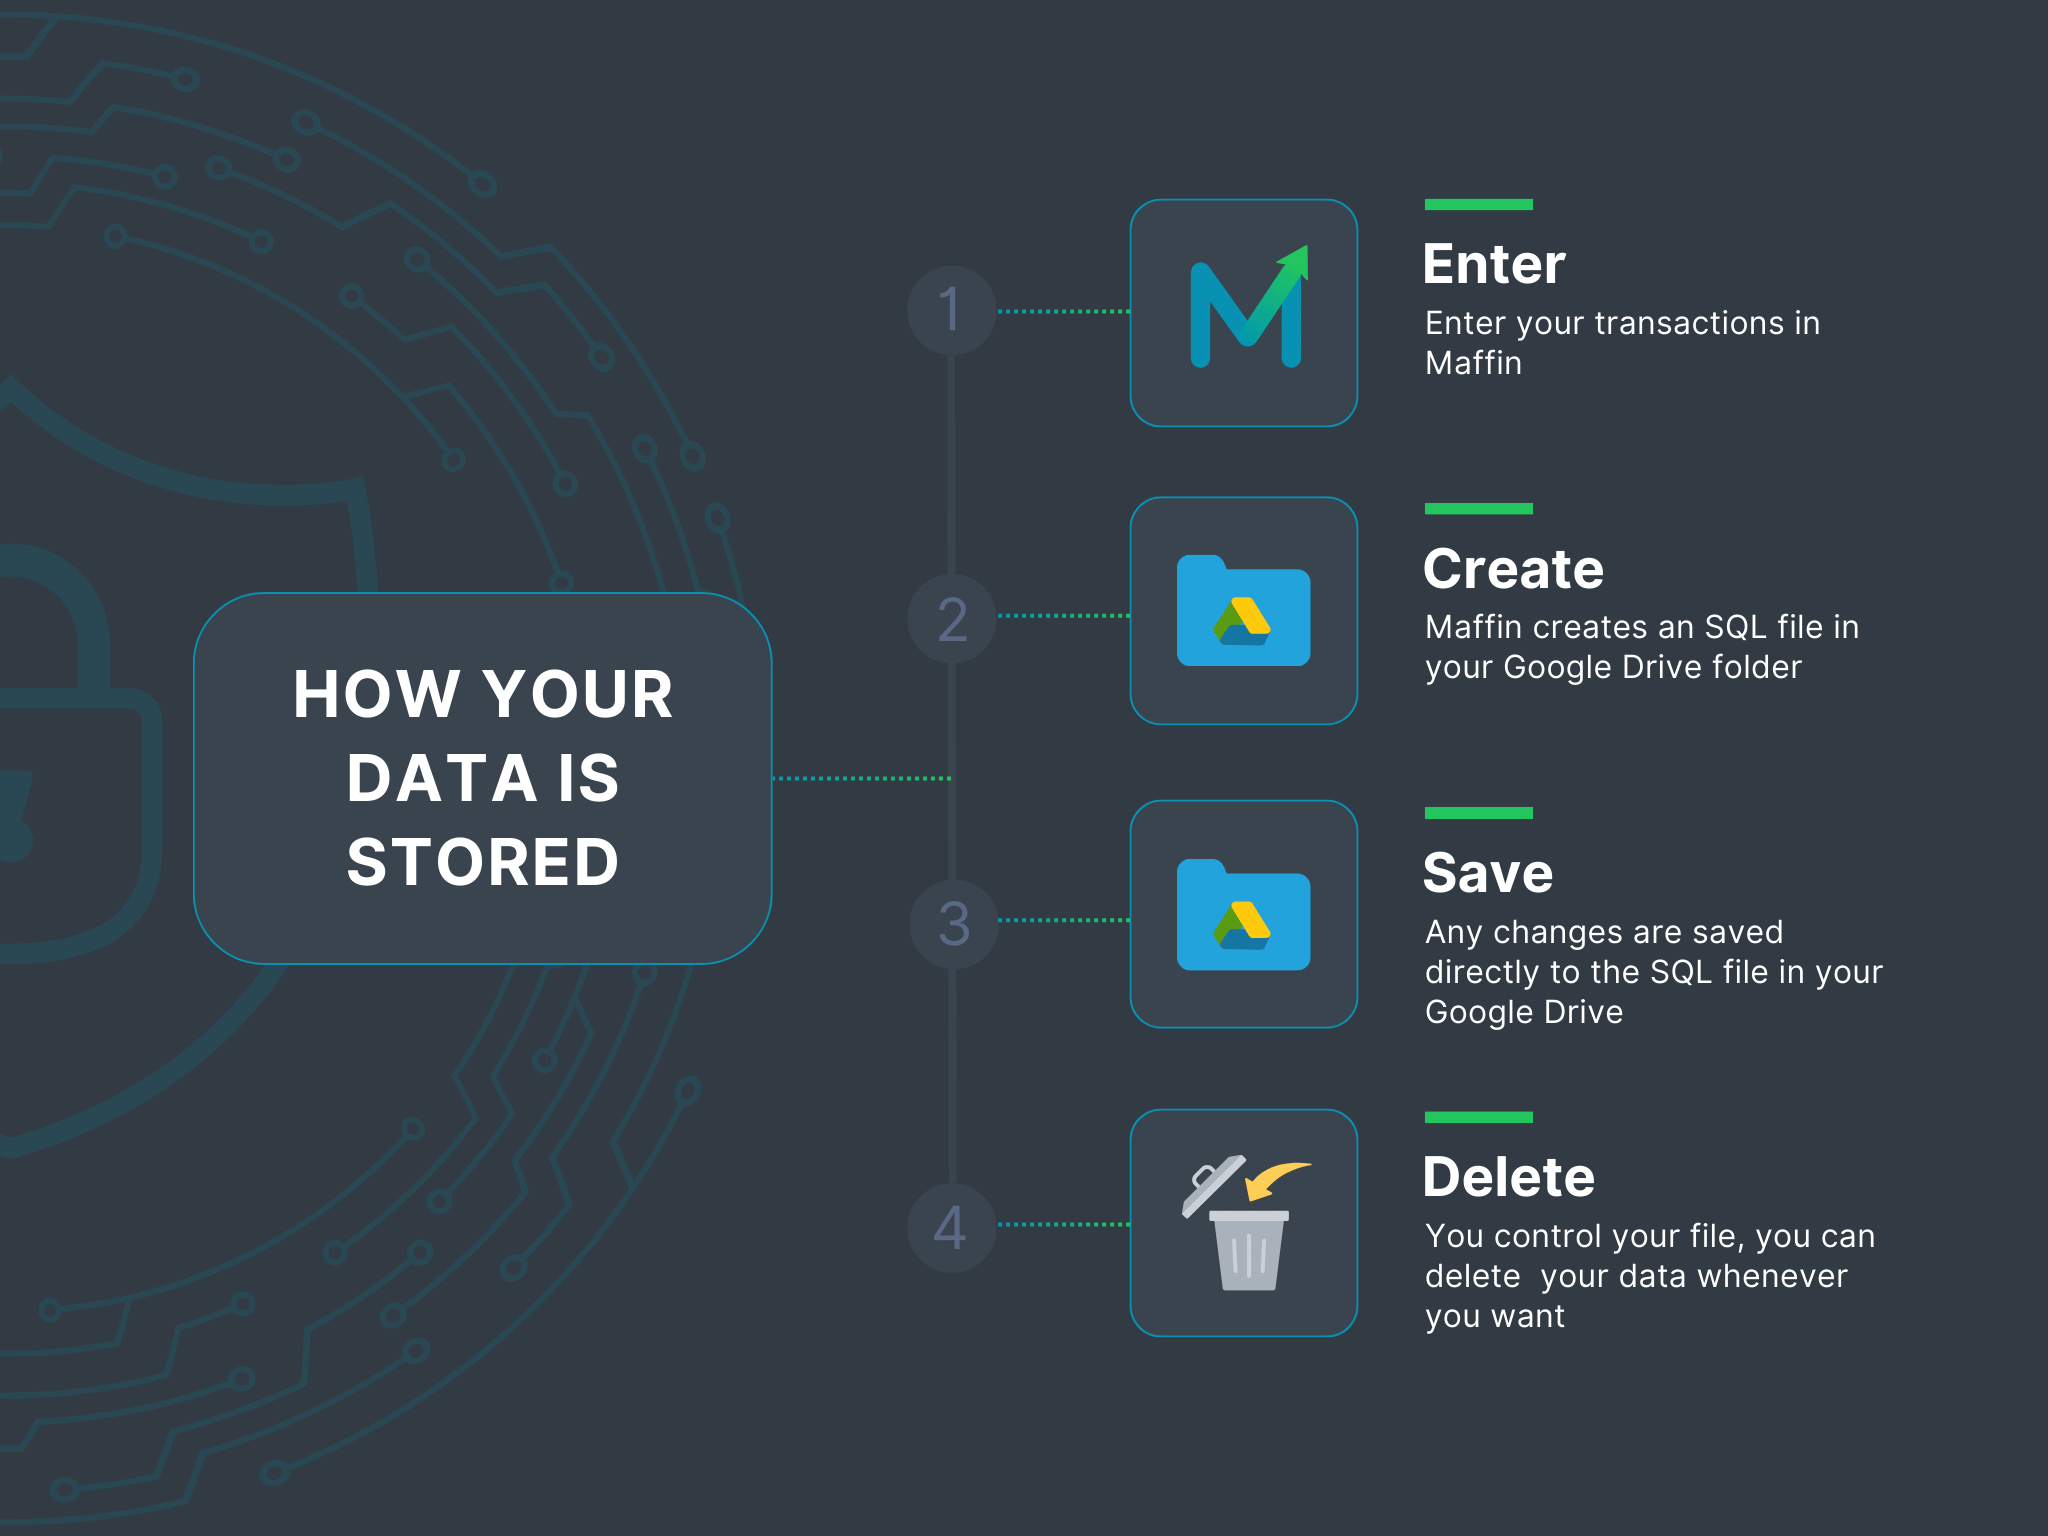 HOW YOUR
DATA IS
STORED
1
Enter
Enter your transactions in
Maffin
2
Create
Maffin creates an SQL file in
your Google Drive folder
3
Save
Any changes are saved
directly to the SQL file in your
Google Drive
4
Delete
You control your file, you can
delete  your data whenever
you want